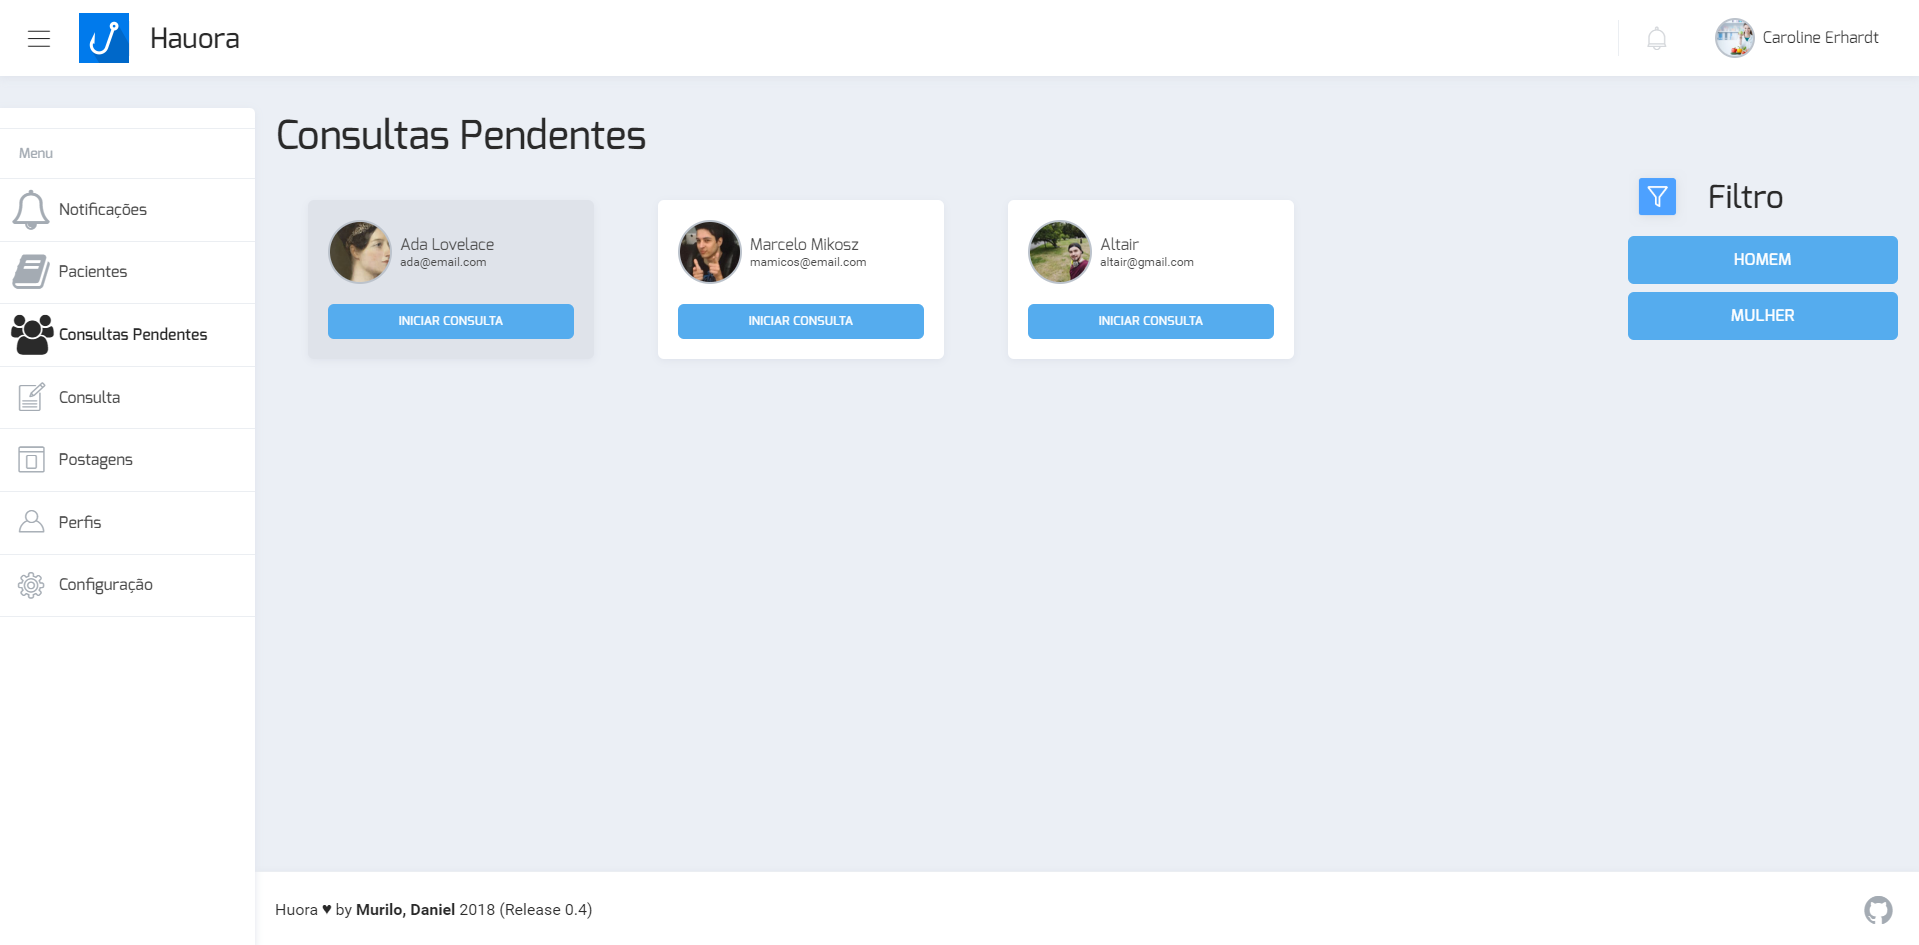 Hauora
Caroline Erhardt
Menu
Notificações
Pacientes
Consultas Pendentes
Consulta
Postagens
Perfis
Configuração
Consultas Pendentes
Ada Lovelace
ada@email.com
INICIAR CONSULTA
Marcelo Mikosz
mamicos@email.com
INICIAR CONSULTA
Altair
altair@gmail.com
INICIAR CONSULTA
Filtro
HOMEM
MULHER
Huora ♥ by Murilo, Daniel 2018 (Release 0.4)